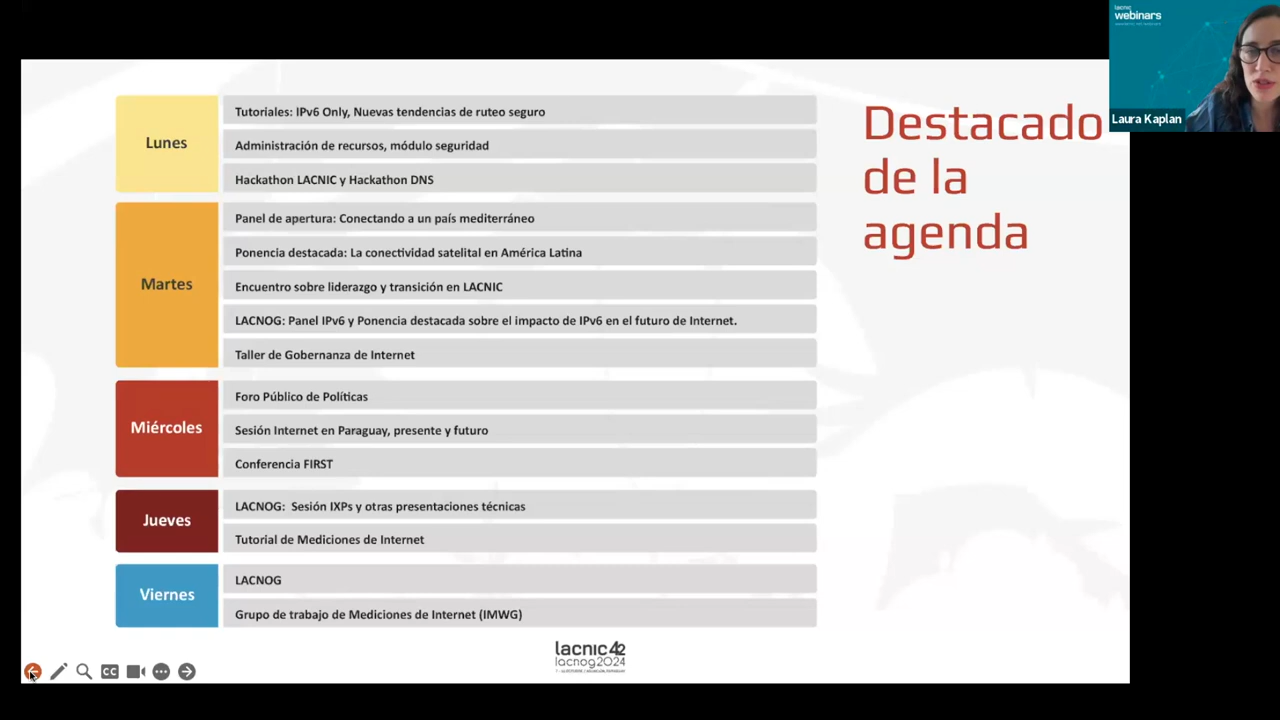 lacnic
webinars
Laura Kaplan
Destacado
de la
agenda
Lunes
Tutoriales: IPv6 Only, Nuevas tendencias de ruteo seguro
Administración de recursos, módulo seguridad
Hackathon LACNIC y Hackathon DNS
Martes
Panel de apertura: Conectando a un país mediterráneo
Ponencia destacada: La conectividad satelital en América Latina
Encuentro sobre liderazgo y transición en LACNIC
LACNOG: Panel IPv6 y Ponencia destacada sobre el impacto de IPv6 en el futuro de Internet.
Taller de Gobernanza de Internet
Miércoles
Foro Público de Políticas
Sesión Internet en Paraguay, presente y futuro
Conferencia FIRST
Jueves
LACNOG: Sesión IXPs y otras presentaciones técnicas
Tutorial de Mediciones de Internet
Viernes
LACNOG
Grupo de trabajo de Mediciones de Internet (IMWG)
lacnic42
lacnog2024
CC